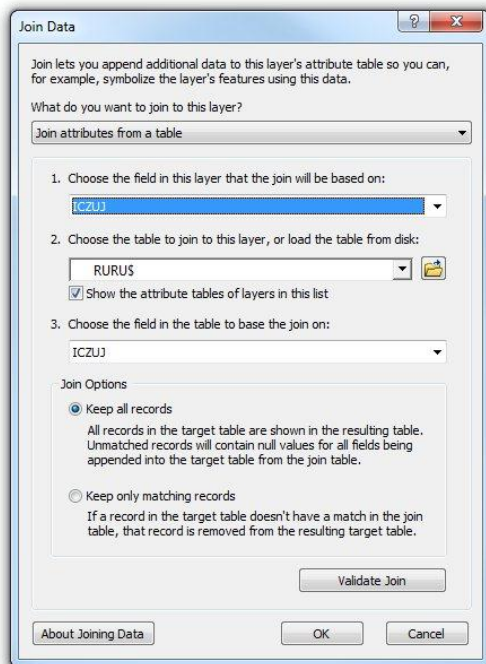 Join Data
Join lets you append additional data to this layer's attribute table so you can,
for example, symbolize the layer's features using this data.
What do you want to join to this layer?
Join attributes from a table
1. Choose the field in this layer that the join will be based on:
ICZUJ
2. Choose the table to join to this layer, or load the table from disk:
RURU$
Show the attribute tables of layers in this list
3. Choose the field in the table to base the join on:
ICZUJ
Join Options
Keep all records
All records in the target table are shown in the resulting table.
Unmatched records will contain null values for all fields being
appended into the target table from the join table.
Keep only matching records
If a record in the target table doesn't have a match in the join
table, that record is removed from the resulting target table.
Validate Join
About Joining Data
OK
Cancel